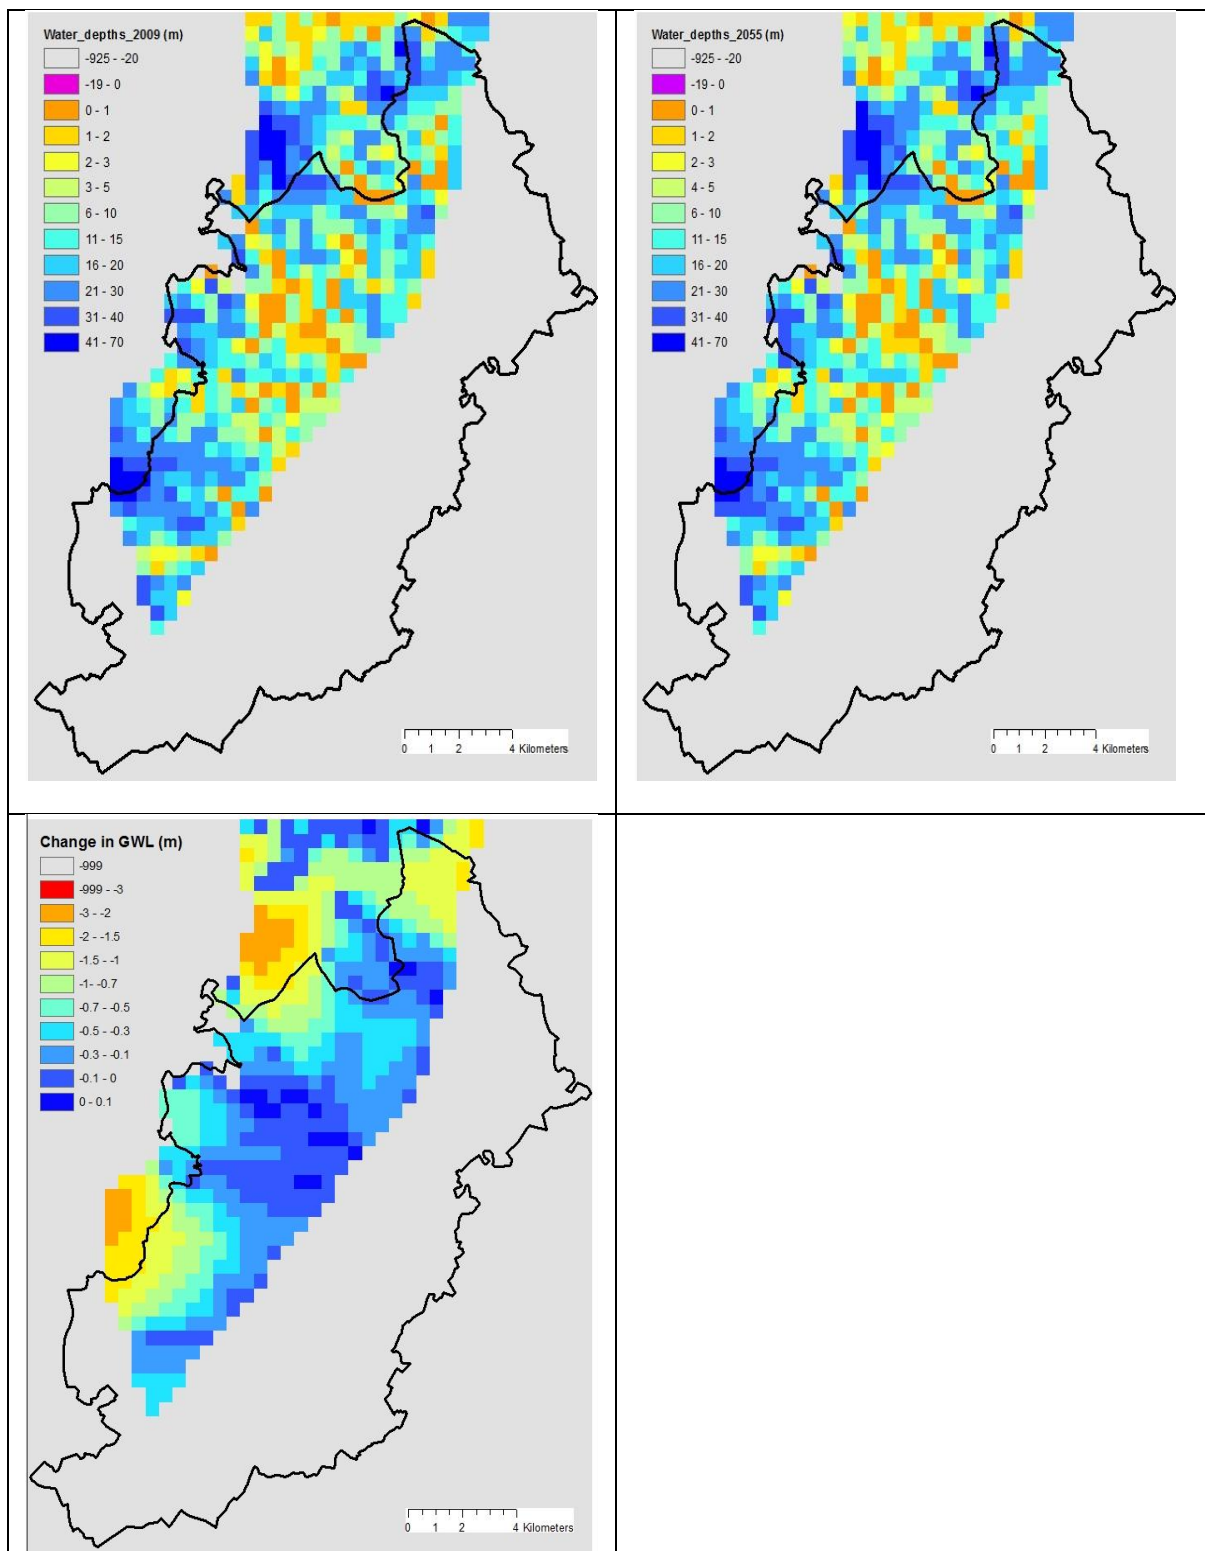 Water_depths_2009 (m)
-925 - -20
-19 - 0
0 - 1
1 - 2
2 - 3
3 - 5
6 - 10
11 - 15
16 - 20
21 - 30
31 - 40
41 - 70
0 1 2 4 Kilometers
Water_depths_2055 (m)
-925 - -20
-19 - 0
0 - 1
1 - 2
2 - 3
4 - 5
6 - 10
11 - 15
16 - 20
21 - 30
31 - 40
41 - 70
0 1 2 4 Kilometers
Change in GWL (m)
-999
-999 - -3
-3 - -2
-2 - -1.5
-1.5 - -1
-1 - -0.7
-0.7 - -0.5
-0.5 - -0.3
-0.3 - -0.1
-0.1 - 0
0 - 0.1
0 1 2 4 Kilometers